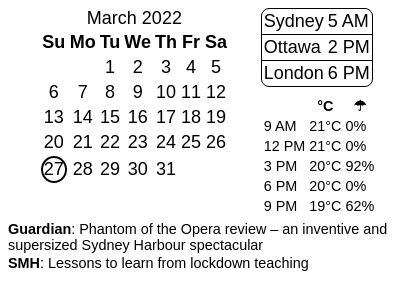 March 2022
Su Mo Tu We Th Fr Sa
1 2 3 4 5
6 7 8 9 10 11 12
13 14 15 16 17 18 19
20 21 22 23 24 25 26
27 28 29 30 31
Sydney 5 AM
Ottawa 2 PM
London 6 PM
°C ☂
9 AM 21°C 0%
12 PM 21°C 0%
3 PM 20°C 92%
6 PM 20°C 0%
9 PM 19°C 62%
Guardian: Phantom of the Opera review – an inventive and
supersized Sydney Harbour spectacular
SMH: Lessons to learn from lockdown teaching